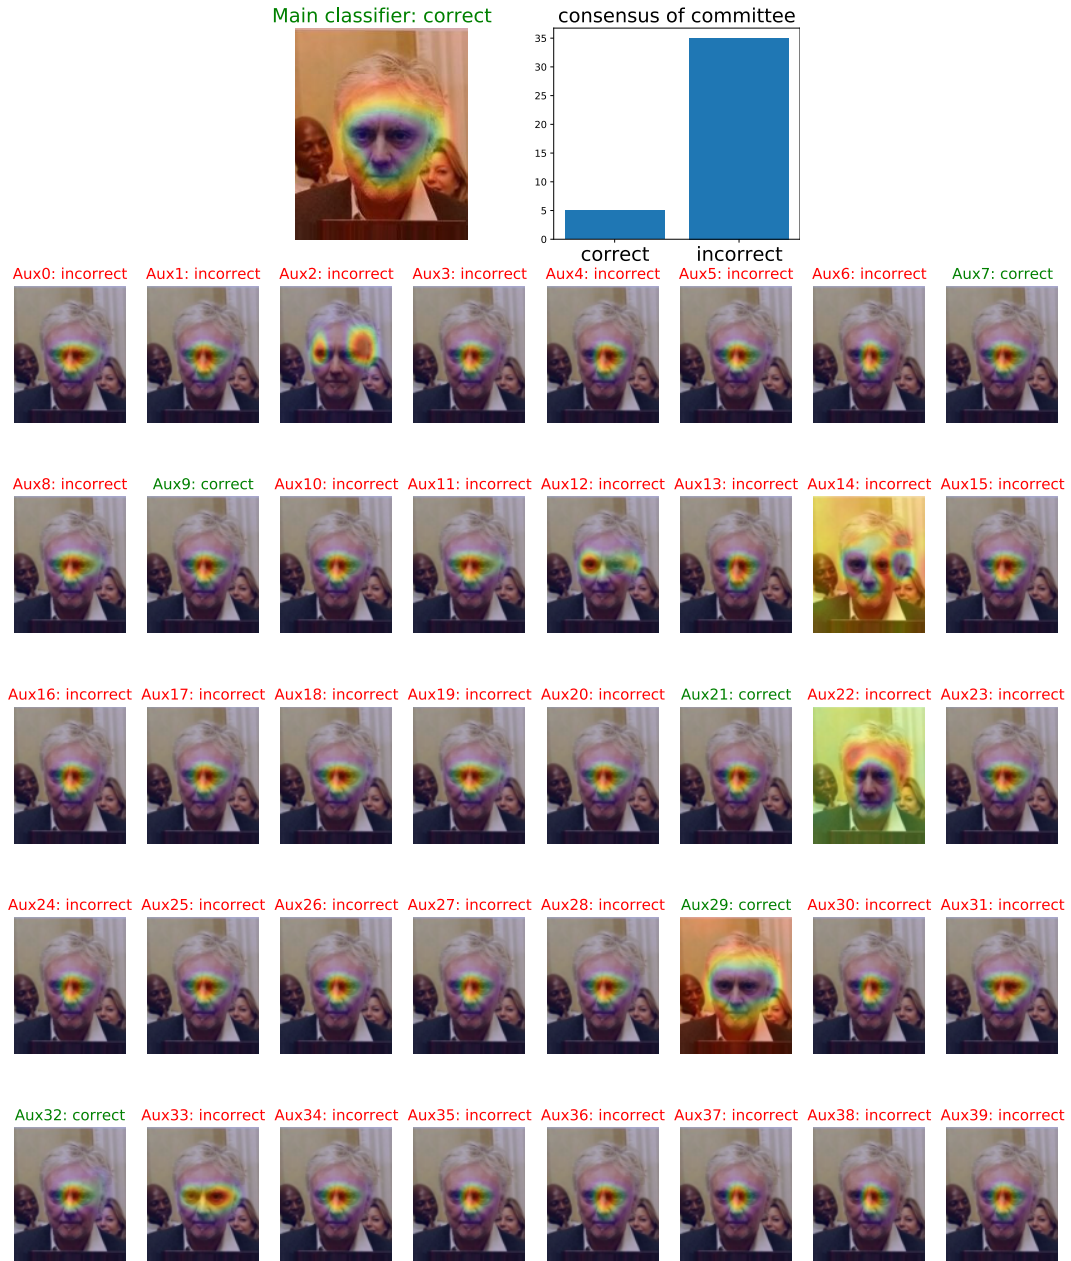 Main classifier: correct
consensus of committee
35
30
25
20
15
10
5
0
correct incorrect
Aux0: incorrect Aux1: incorrect Aux2: incorrect Aux3: incorrect Aux4: incorrect Aux5: incorrect Aux6: incorrect Aux7: correct
Aux8: incorrect Aux9: correct Aux10: incorrect Aux11: incorrect Aux12: incorrect Aux13: incorrect Aux14: incorrect Aux15: incorrect
Aux16: incorrect Aux17: incorrect Aux18: incorrect Aux19: incorrect Aux20: incorrect Aux21: correct Aux22: incorrect Aux23: incorrect
Aux24: incorrect Aux25: incorrect Aux26: incorrect Aux27: incorrect Aux28: incorrect Aux29: correct Aux30: incorrect Aux31: incorrect
Aux32: correct Aux33: incorrect Aux34: incorrect Aux35: incorrect Aux36: incorrect Aux37: incorrect Aux38: incorrect Aux39: incorrect